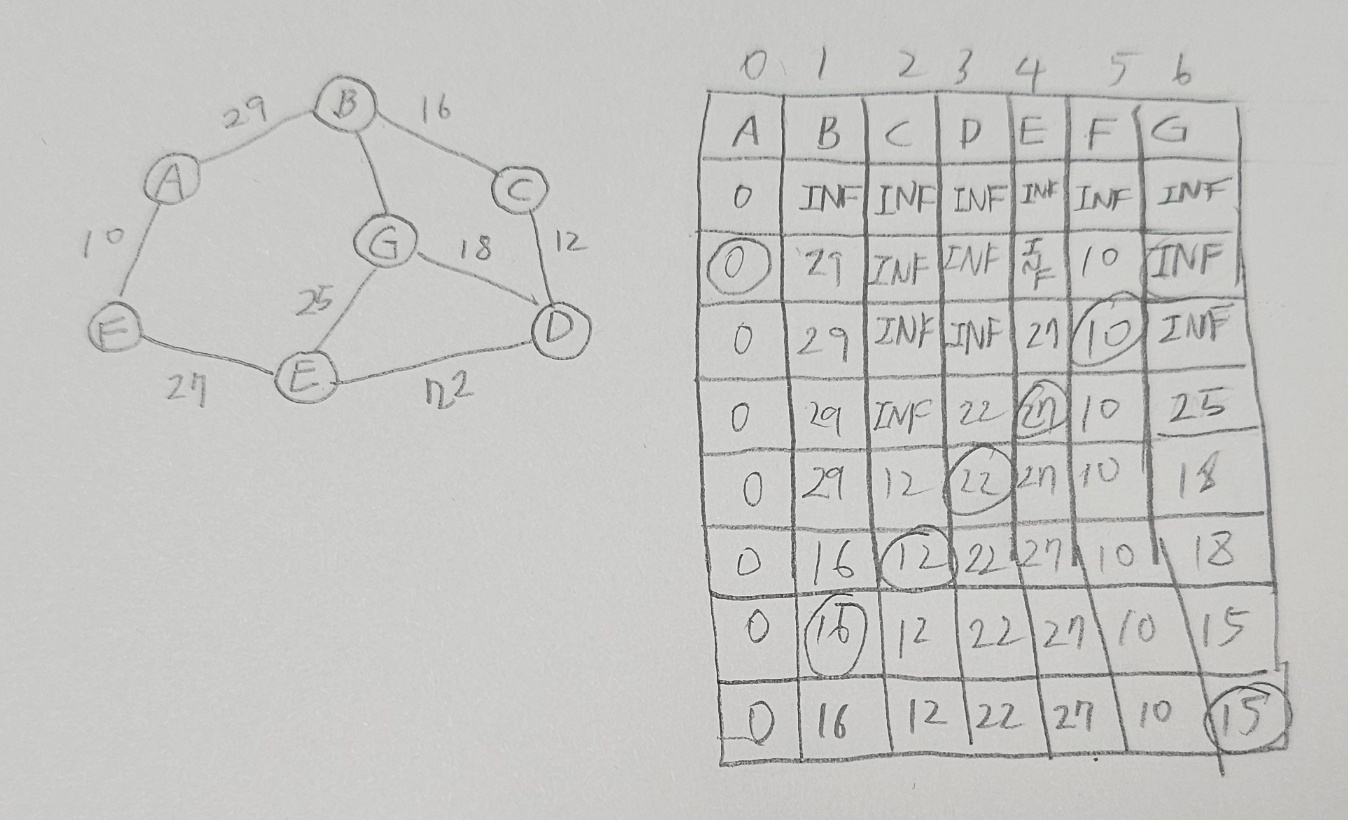 29 B 16
A C
10 G 18 12
25
F D
27 E 22
0 1 2 3 4 5 6
A B C D E F G
0 INF INF INF INF INF INF
0 29 INF INF INF 10 INF
0 29 INF INF 27 10 INF
0 29 INF 22 27 10 25
0 29 12 22 27 10 18
0 16 12 22 27 10 18
0 16 12 22 27 10 15
0 16 12 22 27 10 15